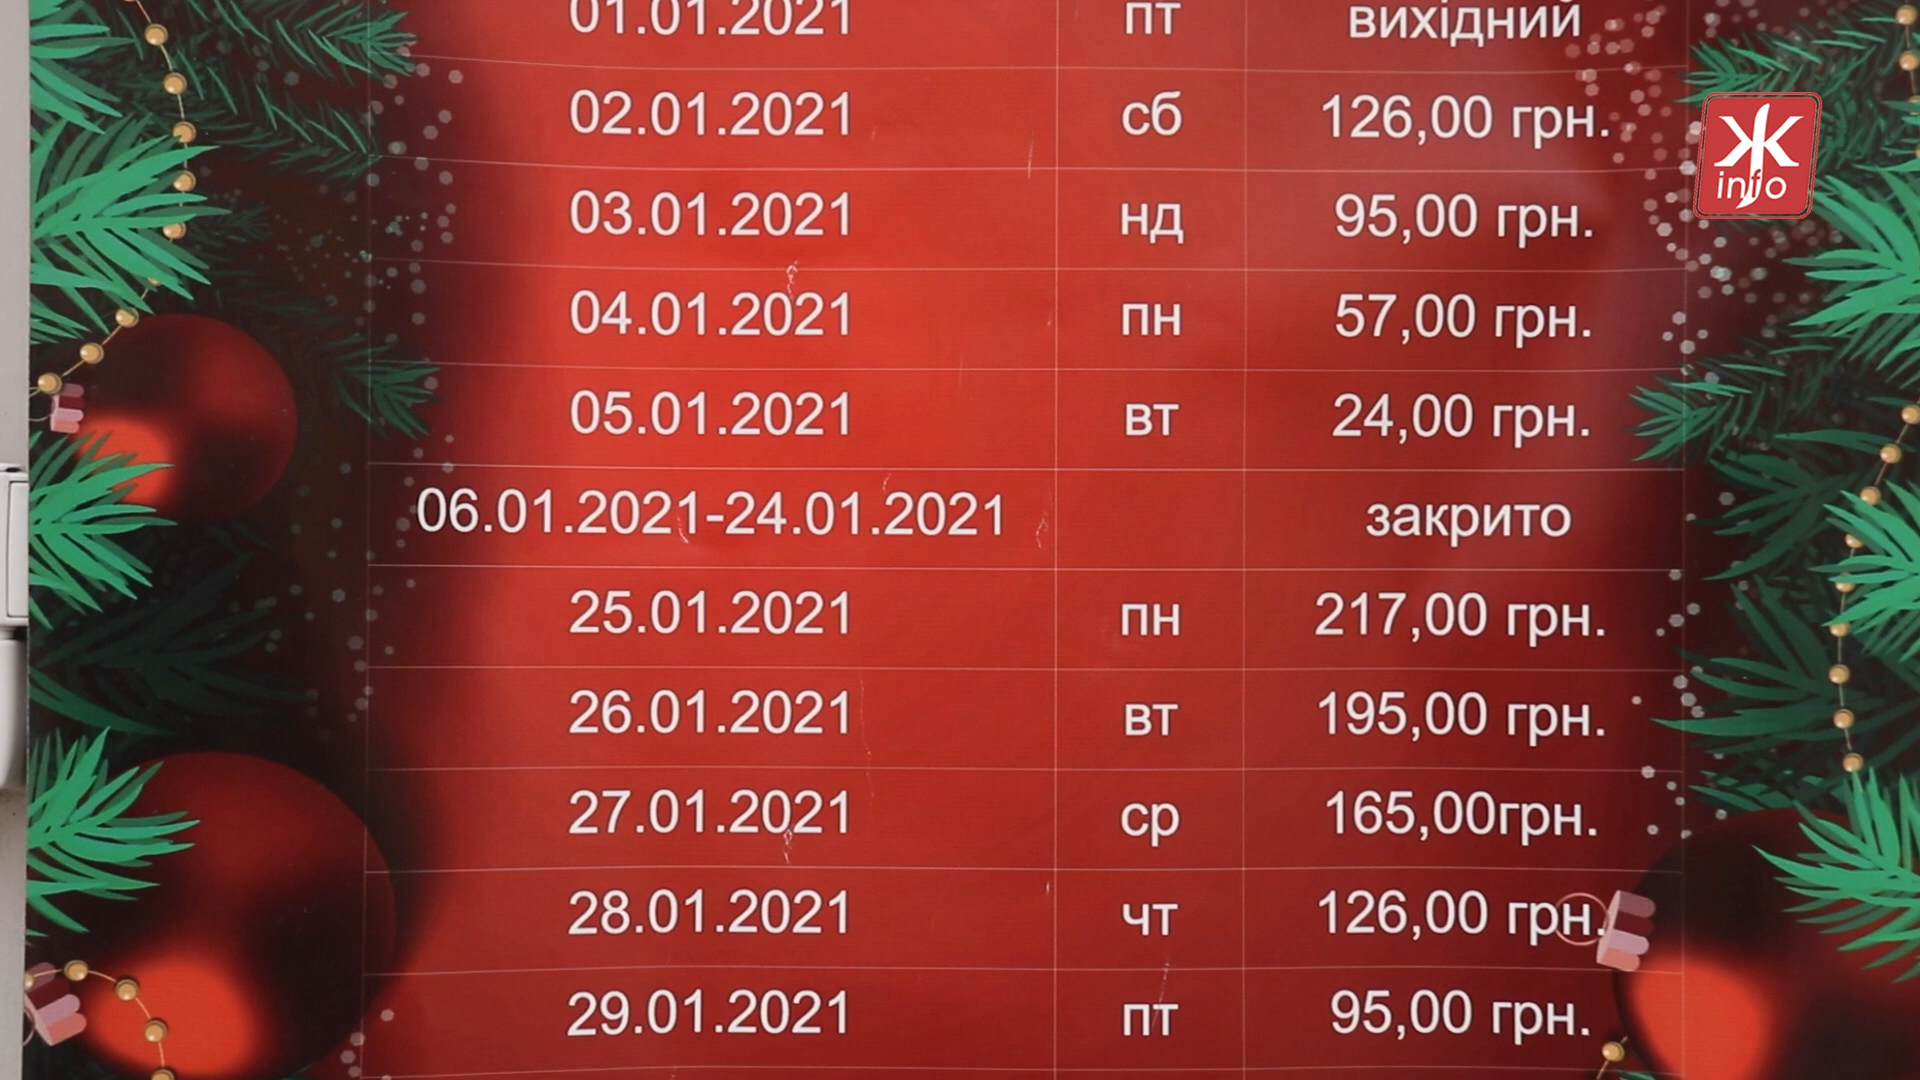 01.01.2021 пт вихідний
02.01.2021 сб 126,00 грн.
03.01.2021 нд 95,00 грн.
04.01.2021 пн 57,00 грн.
05.01.2021 вт 24,00 грн.
06.01.2021-24.01.2021 закрито
25.01.2021 пн 217,00 грн.
26.01.2021 вт 195,00 грн.
27.01.2021 ср 165,00грн.
28.01.2021 чт 126,00 грн.
29.01.2021 пт 95,00 грн.
Ж info